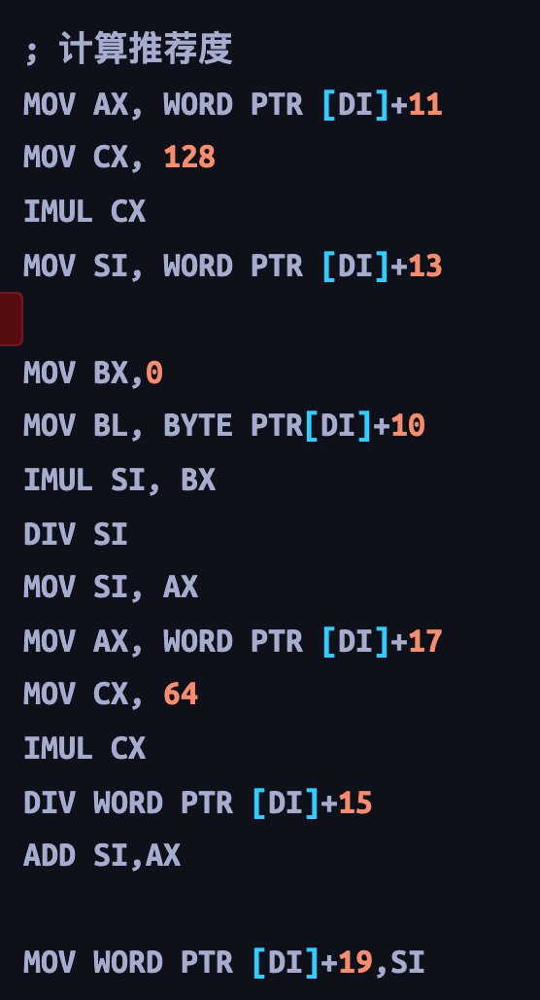 ; 计算推荐度
MOV AX, WORD PTR [DI]+11
MOV CX, 128
IMUL CX
MOV SI, WORD PTR [DI]+13
MOV BX,0
MOV BL, BYTE PTR[DI]+10
IMUL SI, BX
DIV SI
MOV SI, AX
MOV AX, WORD PTR [DI]+17
MOV CX, 64
IMUL CX
DIV WORD PTR [DI]+15
ADD SI,AX
MOV WORD PTR [DI]+19,SI